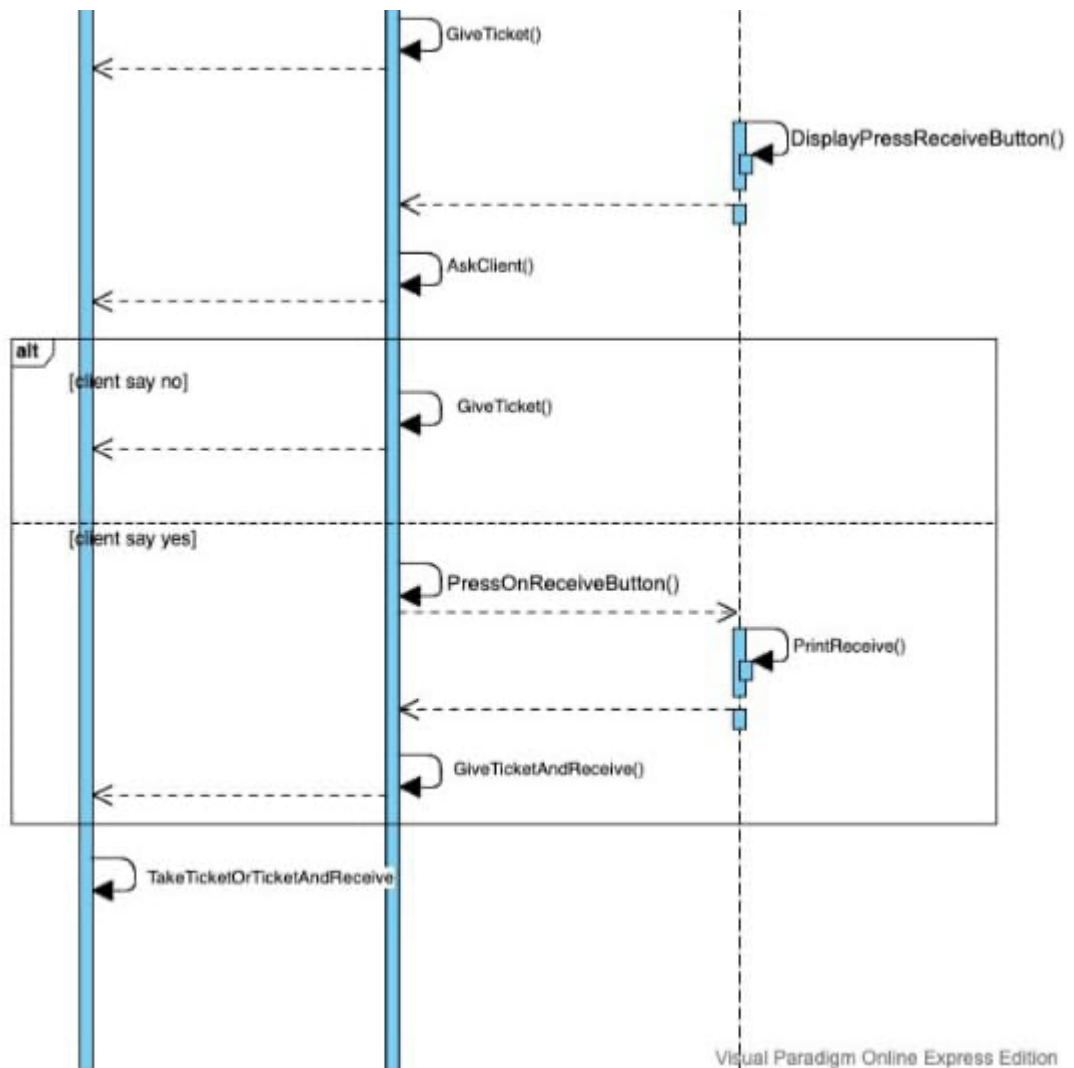 GiveTicket()
DisplayPressReceiveButton()
AskClient()
alt
[client say no]
GiveTicket()
[client say yes]
PressOnReceiveButton()
PrintReceive()
GiveTicketAndReceive()
TakeTicketOrTicketAndReceive
Visual Paradigm Online Express Edition